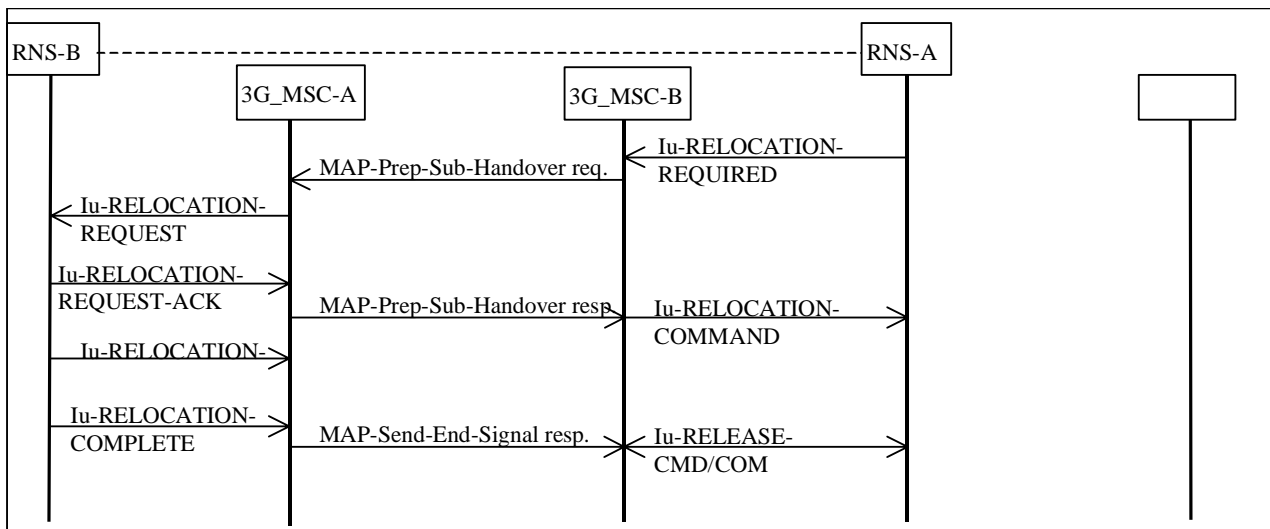 RNS-B
RNS-A
3G_MSC-A
3G_MSC-B
Iu-RELOCATION-
REQUIRED
MAP-Prep-Sub-Handover req.
Iu-RELOCATION-
REQUEST
Iu-RELOCATION-
REQUEST-ACK
MAP-Prep-Sub-Handover resp
Iu-RELOCATION-
COMMAND
Iu-RELOCATION-
Iu-RELOCATION-
COMPLETE
MAP-Send-End-Signal resp.
Iu-RELEASE-
CMD/COM